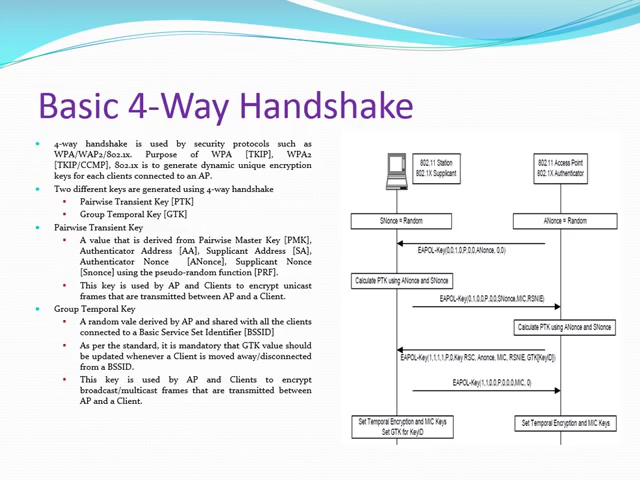 Basic 4-Way Handshake
4-way handshake is used by security protocols such as
WPA/WAP2/802.1x. Purpose of WPA [TKIP], WPA2
[TKIP/CCMP], 802.1x is to generate dynamic unique encryption
keys for each clients connected to an AP.
Two different keys are generated using 4-way handshake
Pairwise Transient Key [PTK]
Group Temporal Key [GTK]
Pairwise Transient Key
A value that is derived from Pairwise Master Key [PMK],
Authenticator Address [AA], Supplicant Address [SA],
Authenticator Nonce [ANonce], Supplicant Nonce
[Snonce] using the pseudo-random function [PRF].
This key is used by AP and Clients to encrypt unicast
frames that are transmitted between AP and a Client.
Group Temporal Key
A random vale derived by AP and shared with all the clients
connected to a Basic Service Set Identifier [BSSID]
As per the standard, it is mandatory that GTK value should
be updated whenever a Client is moved away/disconnected
from a BSSID.
This key is used by AP and Clients to encrypt
broadcast/multicast frames that are transmitted between
AP and a Client.
802.11 Station
802.1X Supplicant
802.11 Access Point
802.1X Authenticator
SNonce = Random
ANonce = Random
EAPOL-Key(0,0,1,0,P,0,0,ANonce, 0,0)
Calculate PTK using ANonce and SNonce
EAPOL-Key(0,1,0,0,P,0,0,SNonce,MIC,RSNIE)
Calculate PTK using ANonce and SNonce
EAPOL-Key(1,1,1,1,P,0,Key RSC, Anonce, MIC, RSNIE, GTK[KeyID])
EAPOL-Key(1,1,0,0,P,0,0,0,MIC, 0)
Set Temporal Encryption and MIC Keys
Set GTK for KeyID
Set Temporal Encryption and MIC Keys